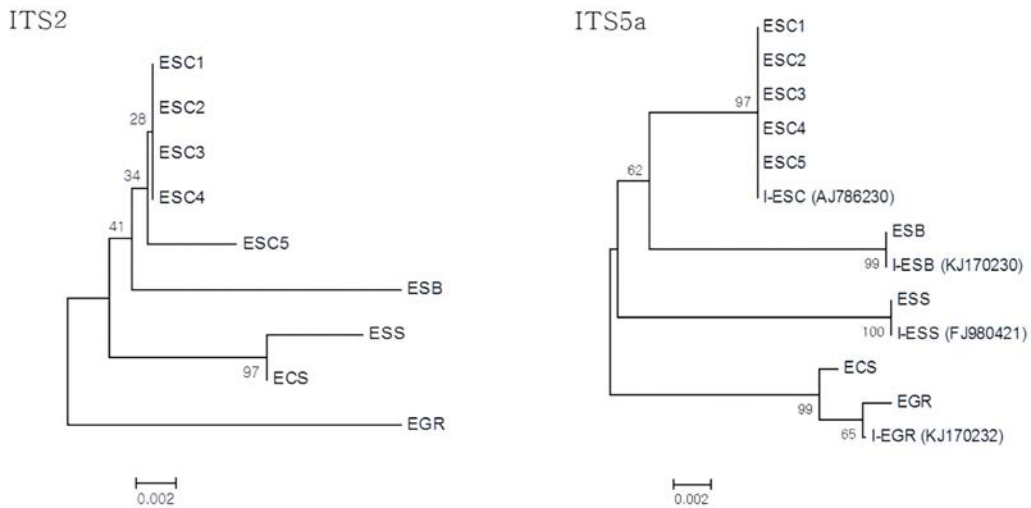 ITS2
ESC1
ESC2
28
ESC3
34
ESC4
41
ESC5
ESB
ESS
97
ECS
EGR
0.002
ITS5a
ESC1
ESC2
97
ESC3
ESC4
ESC5
62
I-ESC (AJ786230)
ESB
99
I-ESB (KJ170230)
ESS
100
I-ESS (FJ980421)
ECS
99
EGR
65
I-EGR (KJ170232)
0.002